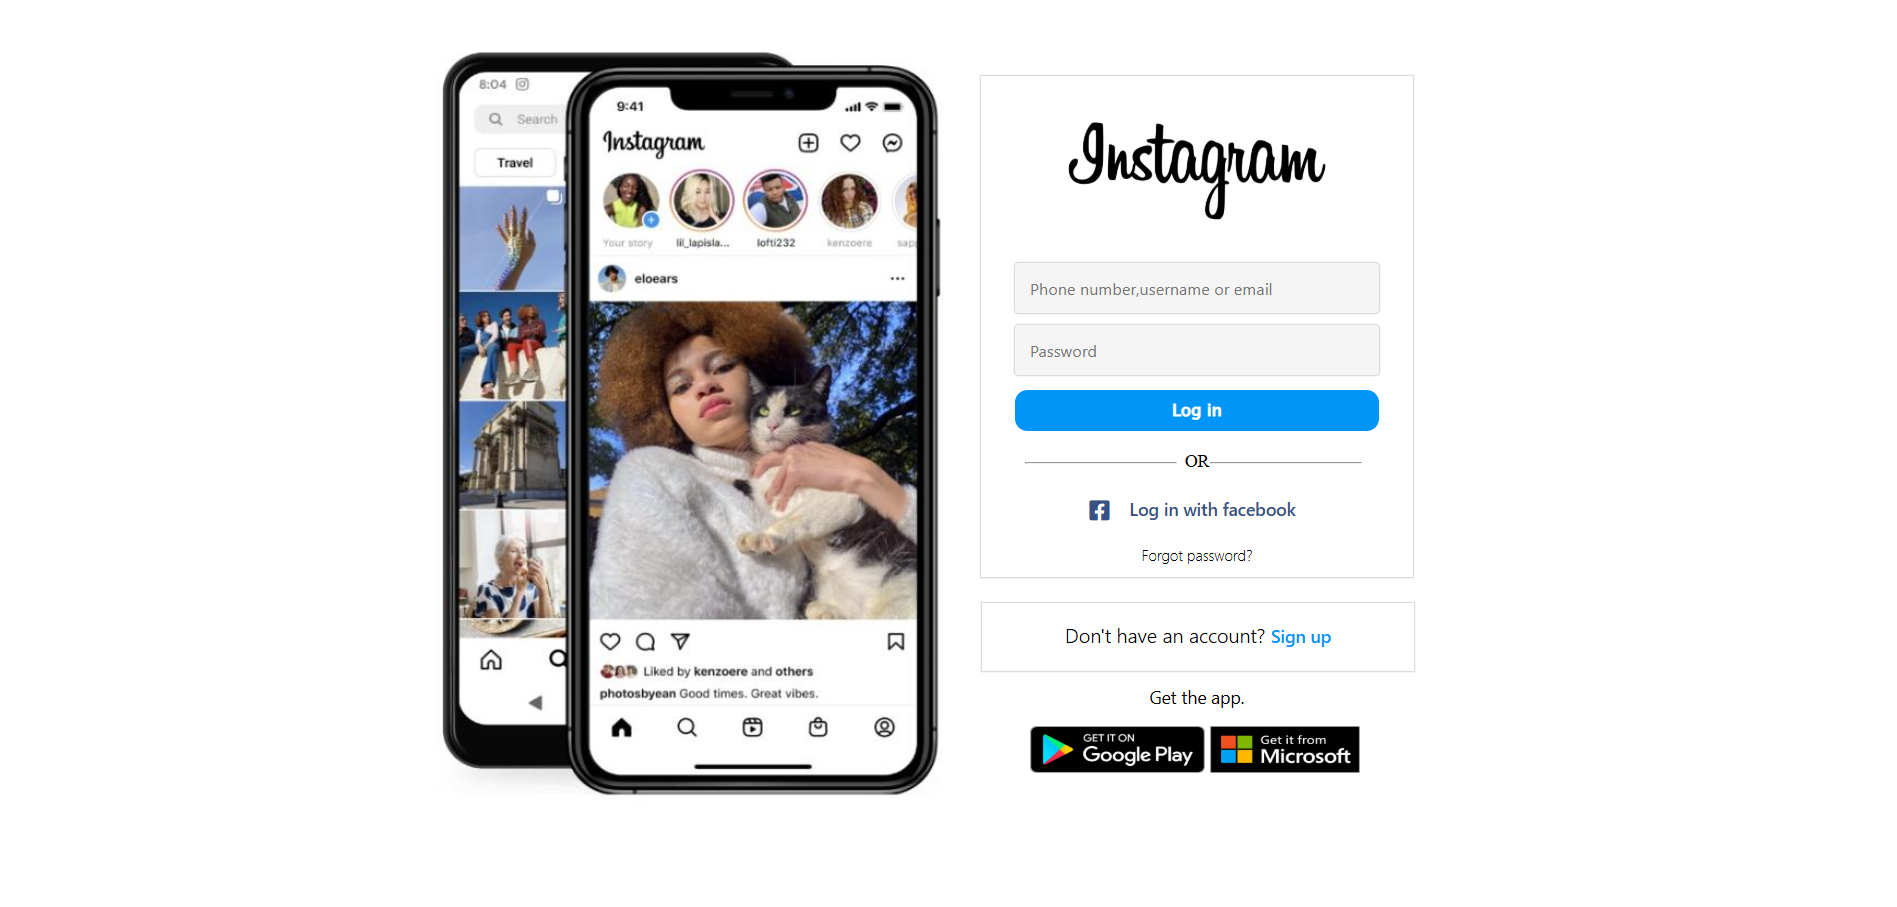 8:04
Search
Travel
9:41
Instagram
Your story
lil_lapisla...
lofti232
kenzoere
sapp
eloears
Liked by kenzoere and others
photosbyean Good times. Great vibes.
Instagram
Phone number,username or email
Password
Log in
OR
Log in with facebook
Forgot password?
Don't have an account? Sign up
Get the app.
GET IT ON
Google Play
Get it from
Microsoft